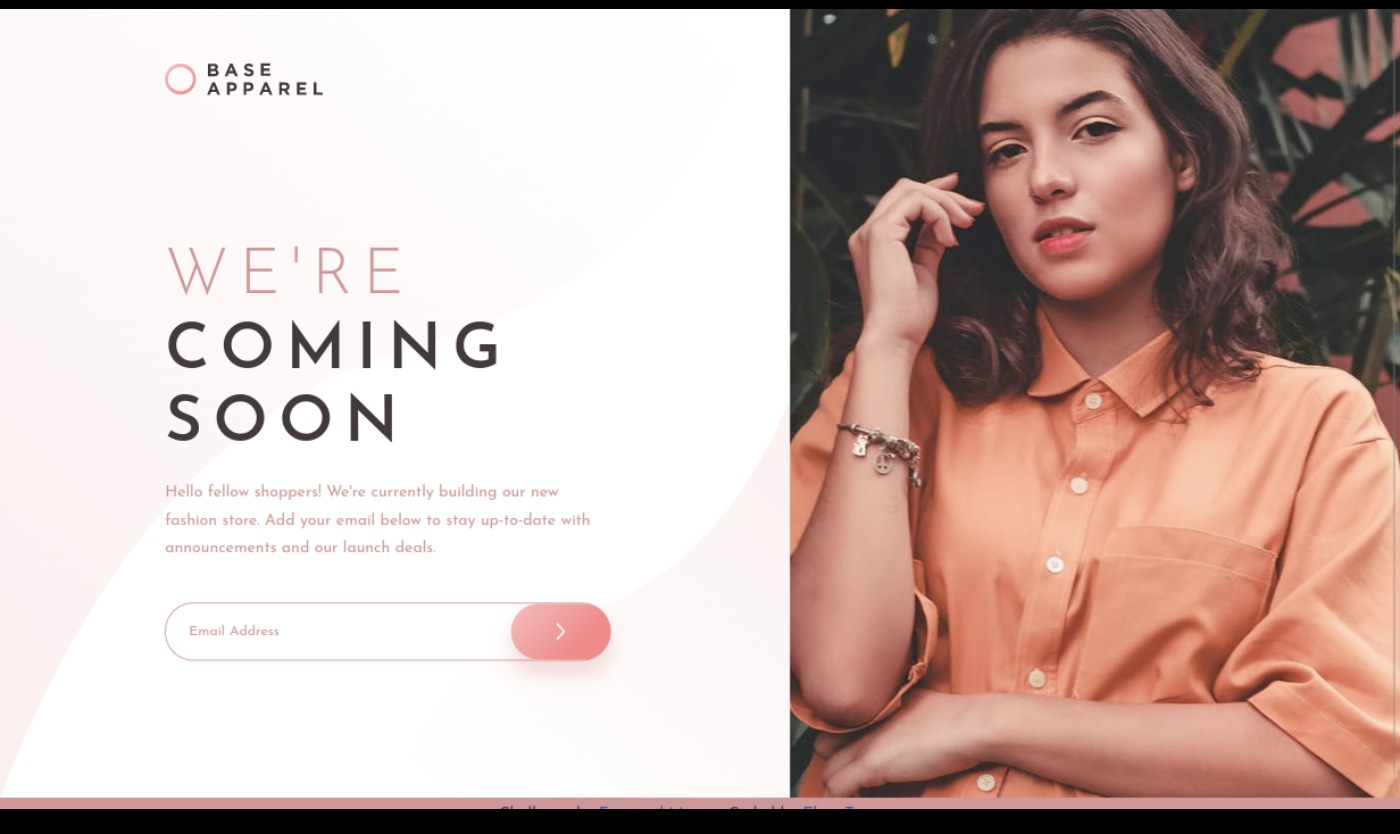 BASE
APPAREL
WE'RE
COMING
SOON
Hello fellow shoppers! We're currently building our new
fashion store. Add your email below to stay up-to-date with
announcements and our launch deals.
Email Address